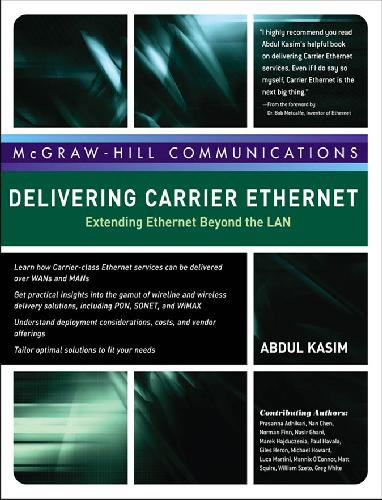 "I highly recommend you read
Abdul Kasim's helpful book
on delivering Carrier Ethernet
services. Even if I do say so
myself, Carrier Ethernet is the
next big thing."
—From the foreword by
Dr. Bob Metcalfe, Inventor of Ethernet
McGRAW-HILL COMMUNICATIONS
DELIVERING CARRIER ETHERNET
Extending Ethernet Beyond the LAN
Learn how Carrier-class Ethernet services can be delivered
over WANs and MANs
Get practical insights into the gamut of wireline and wireless
delivery solutions, including PON, SONET, and WiMAX
Understand deployment considerations, costs, and vendor
offerings
Tailor optimal solutions to fit your needs
ABDUL KASIM
Contributing Authors:
Prasanna Adhikari, Nan Chen,
Norman Finn, Nasir Ghani,
Marek Hajduczenia, Paul Havala,
Giles Heron, Michael Howard,
Luca Martini, Mannix O'Connor, Matt
Squire, William Szeto, Greg White